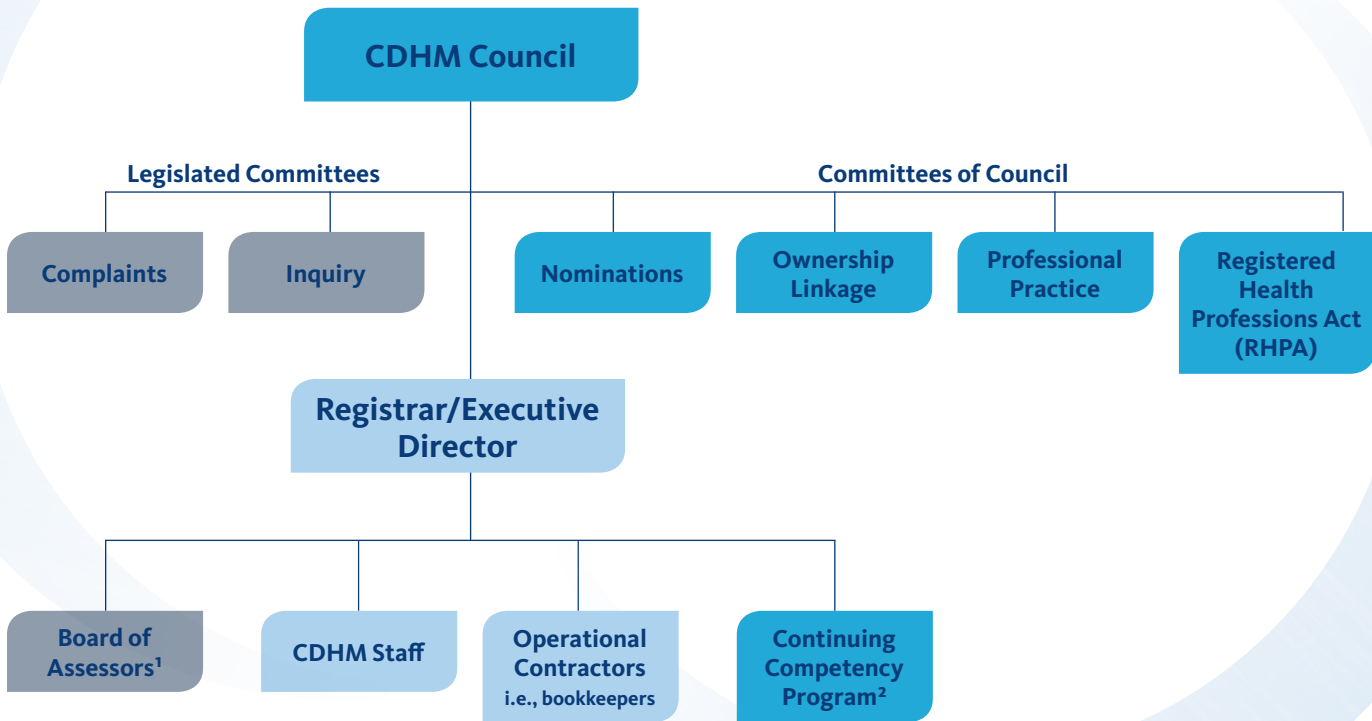 CDHM Council
Legislated Committees
Committees of Council
Complaints
Inquiry
Nominations
Ownership
Linkage
Professional
Practice
Registered
Health
Professions Act
(RHPA)
Registrar/Executive
Director
Board of
Assessors¹
CDHM Staff
Operational
Contractors
i.e., bookkeepers
Continuing
Competency
Program²